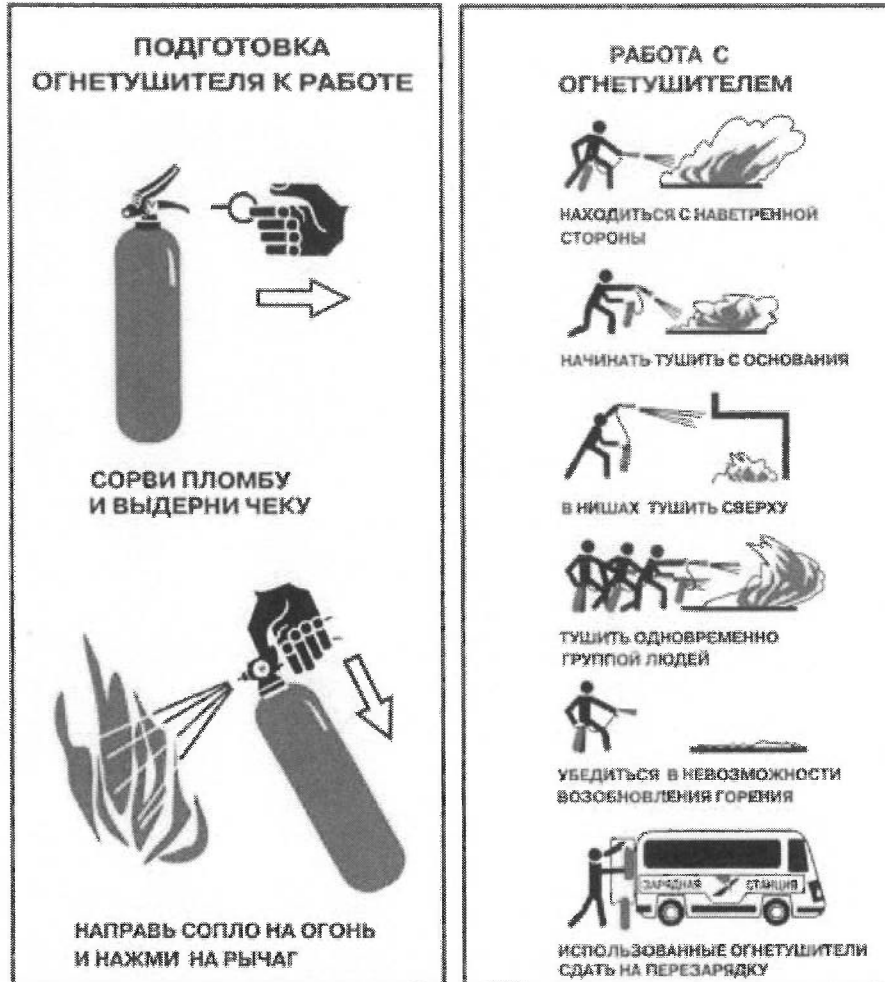 ПОДГОТОВКА
ОГНЕТУШИТЕЛЯ К РАБОТЕ
СОРВИ ПЛОМБУ
И ВЫДЕРНИ ЧЕКУ
НАПРАВЬ СОПЛО НА ОГОНЬ
И НАЖМИ НА РЫЧАГ
РАБОТА С
ОГНЕТУШИТЕЛЕМ
НАХОДИТЬСЯ С НАВЕТРЕННОЙ
СТОРОНЫ
НАЧИНАТЬ ТУШИТЬ С ОСНОВАНИЯ
В НИШАХ ТУШИТЬ СВЕРХУ
ТУШИТЬ ОДНОВРЕМЕННО
ГРУППОЙ ЛЮДЕЙ
УБЕДИТЬСЯ В НЕВОЗМОЖНОСТИ
ВОЗОБНОВЛЕНИЯ ГОРЕНИЯ
ЗАРЯДНАЯ СТАНЦИЯ
ИСПОЛЬЗОВАННЫЕ ОГНЕТУШИТЕЛИ
СДАТЬ НА ПЕРЕЗАРЯДКУ